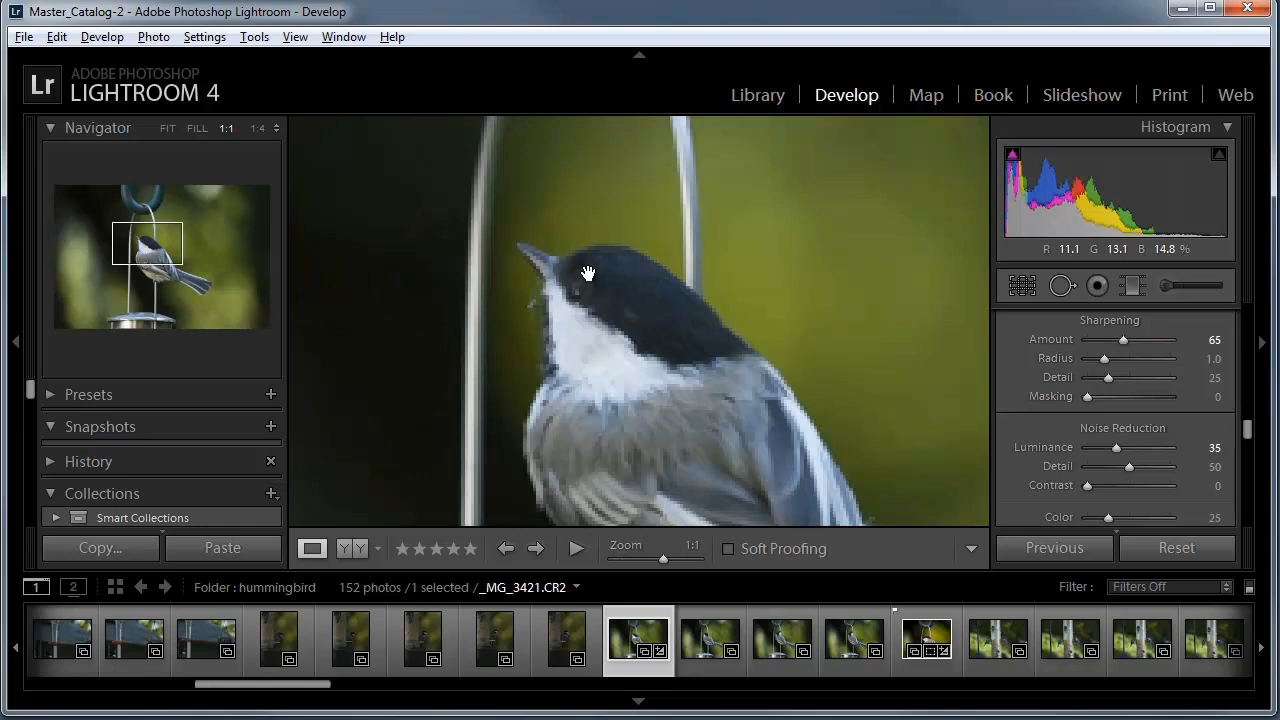 Lr Master_Catalog-2 - Adobe Photoshop Lightroom - Develop
File Edit Develop Photo Settings Tools View Window Help
Lr ADOBE PHOTOSHOP
LIGHTROOM 4
Library Develop Map Book Slideshow Print Web
Navigator FIT FILL 1:1 1:4
Histogram
R 11.1 G 13.1 B 14.8 %
Sharpening
Amount 65
Radius 1.0
Detail 25
Masking 0
Noise Reduction
Luminance 35
Detail 50
Contrast 0
Color 25
Presets
Snapshots
History
Collections
Smart Collections
Copy... Paste
YY Zoom 1:1 Soft Proofing
Previous Reset
1 2 Folder : hummingbird 152 photos /1 selected /_MG_3421.CR2 Filter : Filters Off